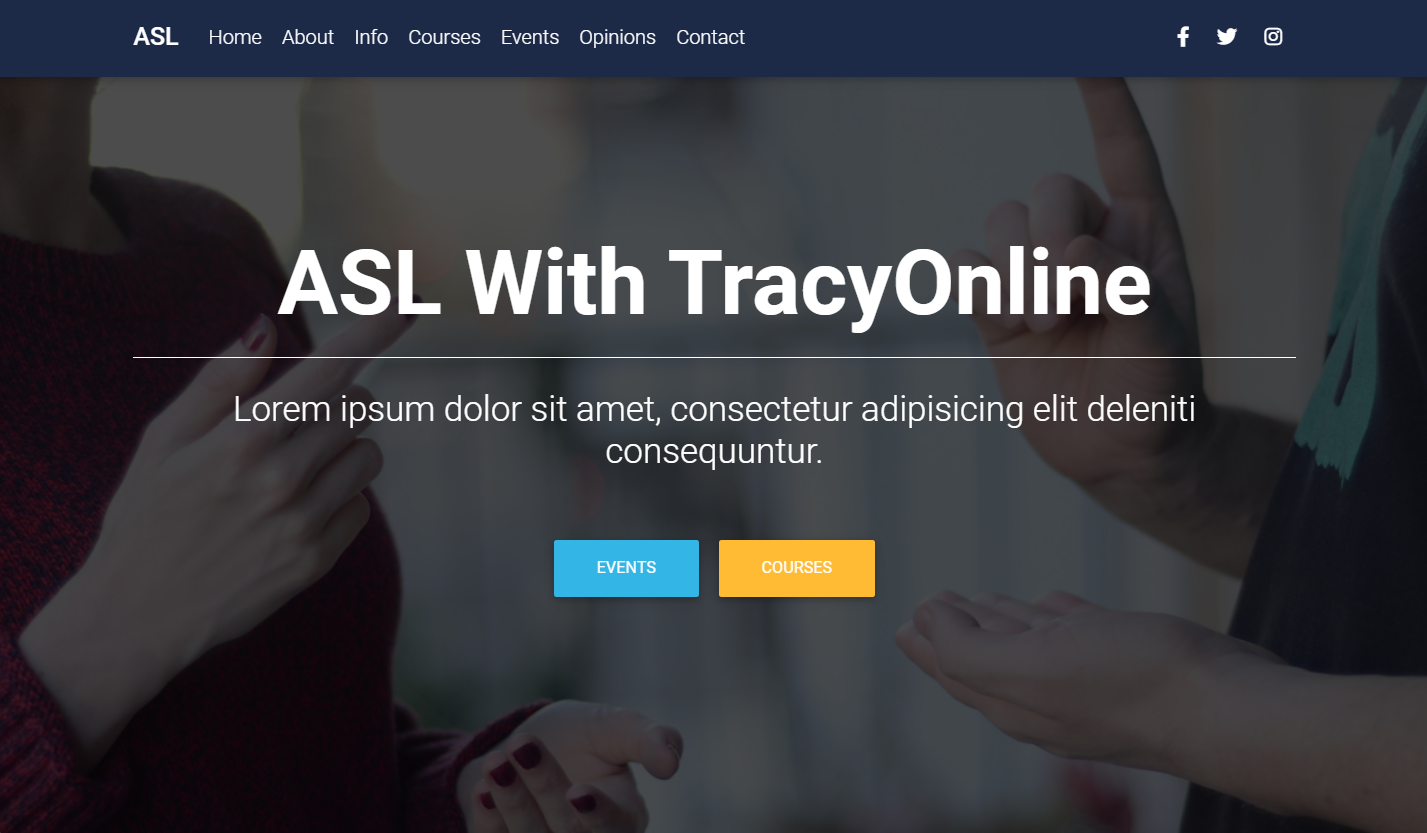 ASL Home About Info Courses Events Opinions Contact
ASL With TracyOnline
Lorem ipsum dolor sit amet, consectetur adipisicing elit deleniti
consequuntur.
EVENTS COURSES